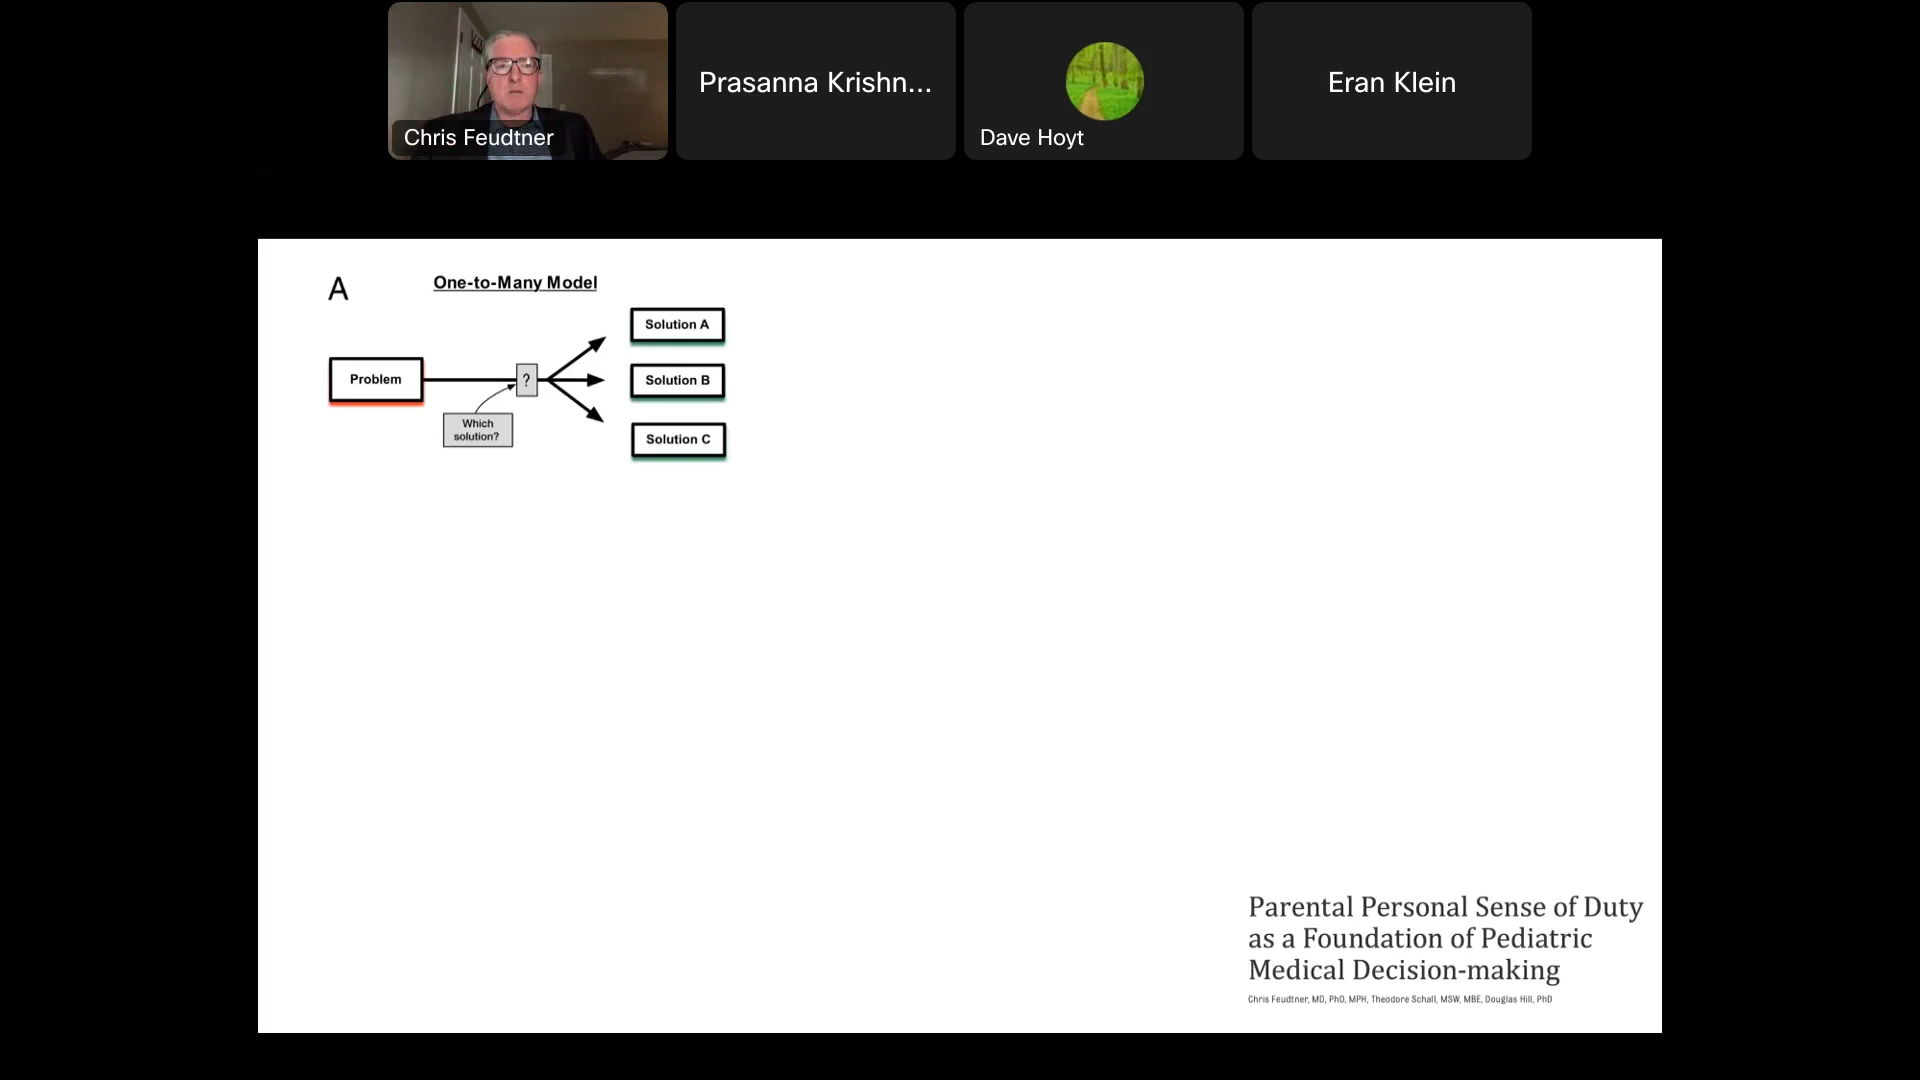 Chris Feudtner
Prasanna Krishn...
Dave Hoyt
Eran Klein
A
One-to-Many Model
Problem
?
Which
solution?
Solution A
Solution B
Solution C
Parental Personal Sense of Duty
as a Foundation of Pediatric
Medical Decision-making
Chris Feudtner, MD, PhD, MPH, Theodore Schall, MSW, MBE, Douglas Hill, PhD